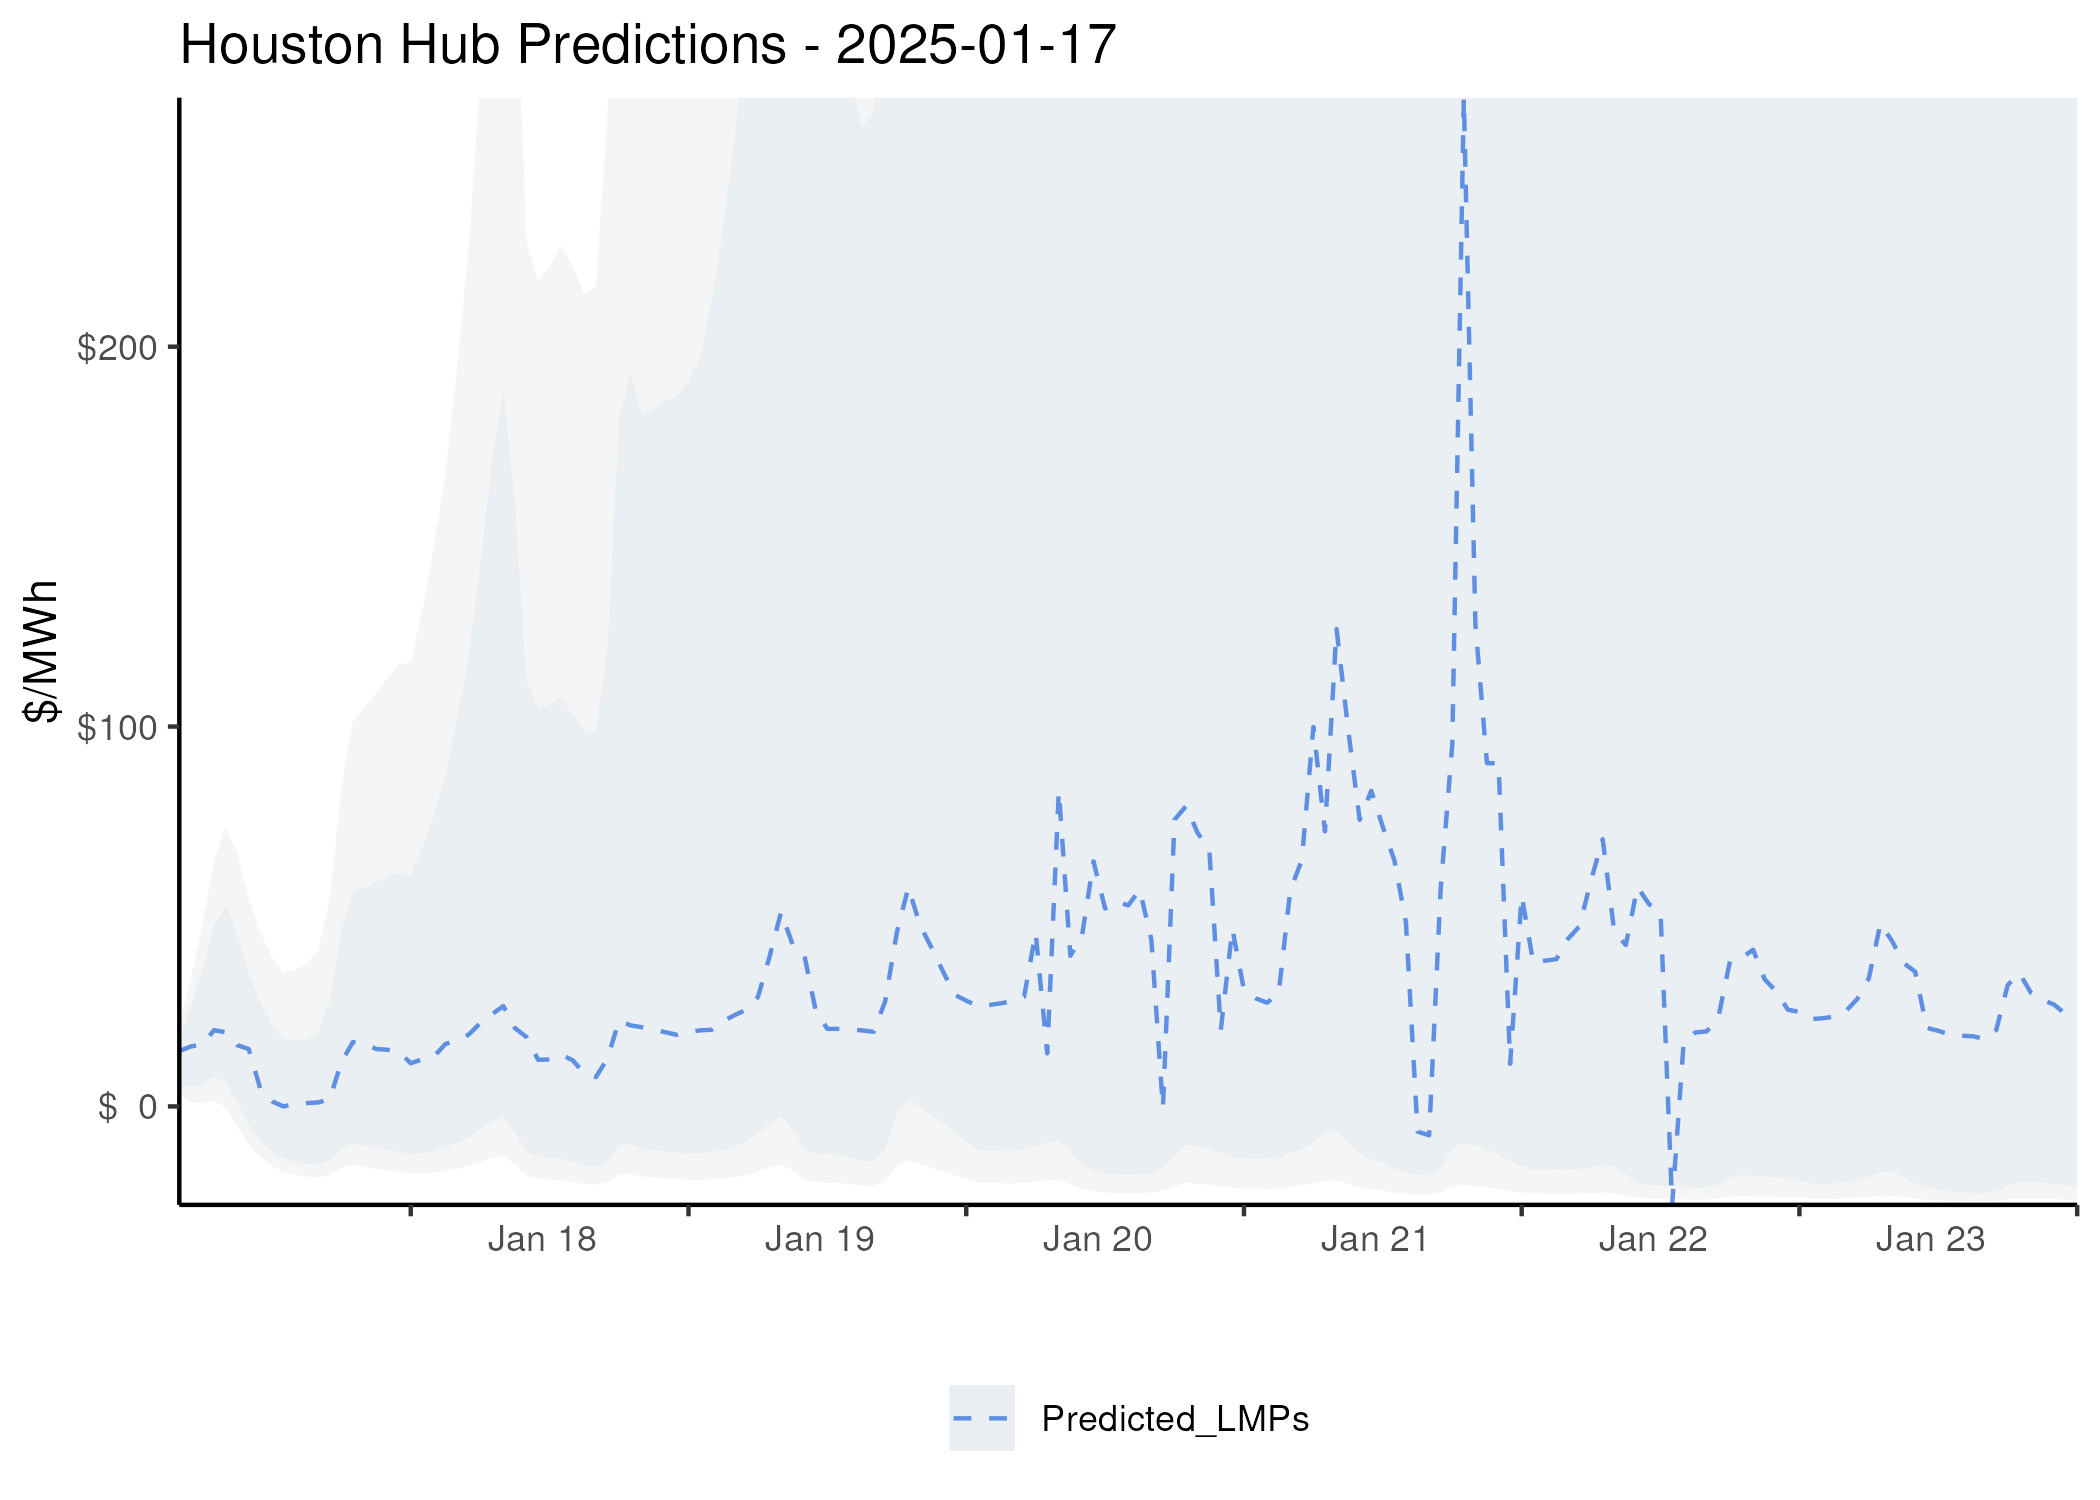 Houston Hub Predictions - 2025-01-17
$/MWh
$200
$100
$  0
Jan 18
Jan 19
Jan 20
Jan 21
Jan 22
Jan 23
Predicted_LMPs